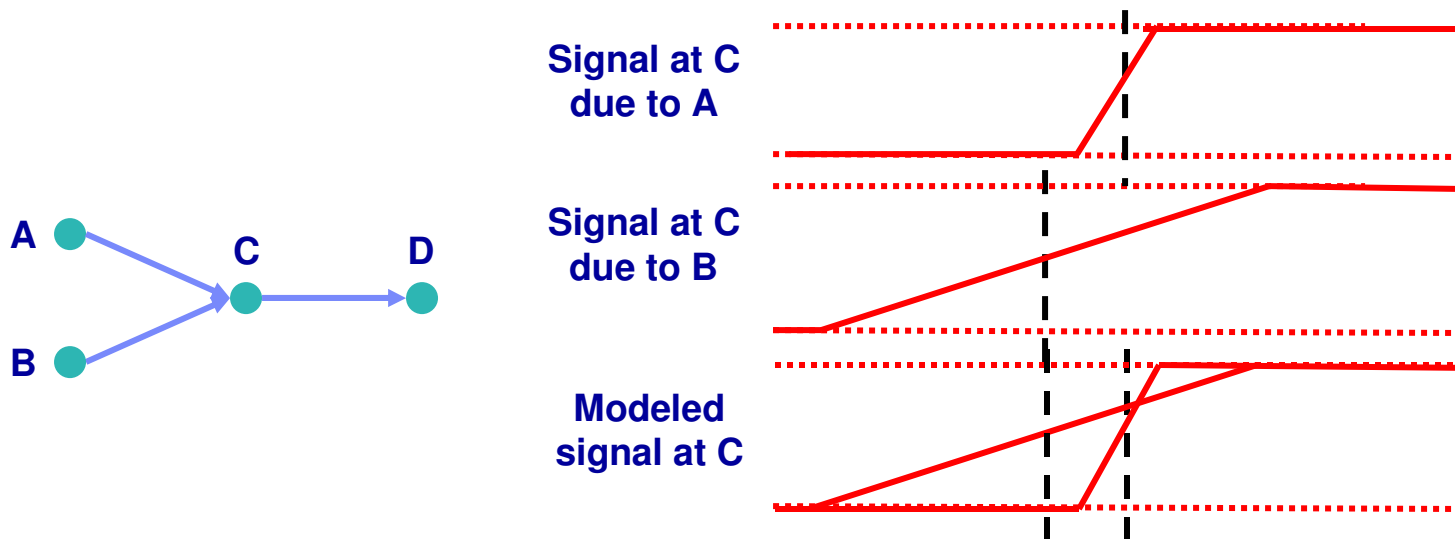 A
B
C
D
Signal at C
due to A
Signal at C
due to B
Modeled
signal at C